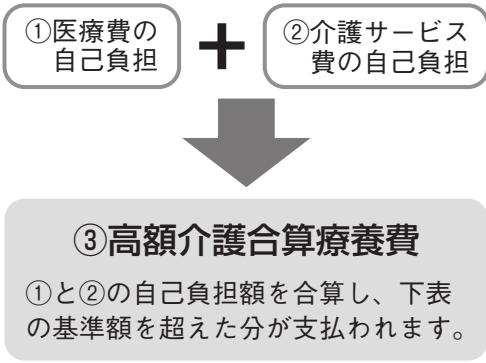 ①医療費の
自己負担
＋
②介護サービス
費の自己負担
③高額介護合算療養費
①と②の自己負担額を合算し、下表
の基準額を超えた分が支払われます。